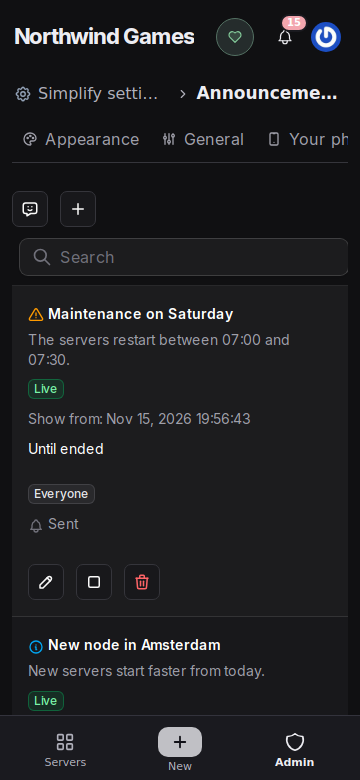 Northwind Games
15
Simplify setti... › Announceme...
Appearance General Your ph
Search
Maintenance on Saturday
The servers restart between 07:00 and
07:30.
Live
Show from: Nov 15, 2026 19:56:43
Until ended
Everyone
Sent
New node in Amsterdam
New servers start faster from today.
Live
Servers New Admin